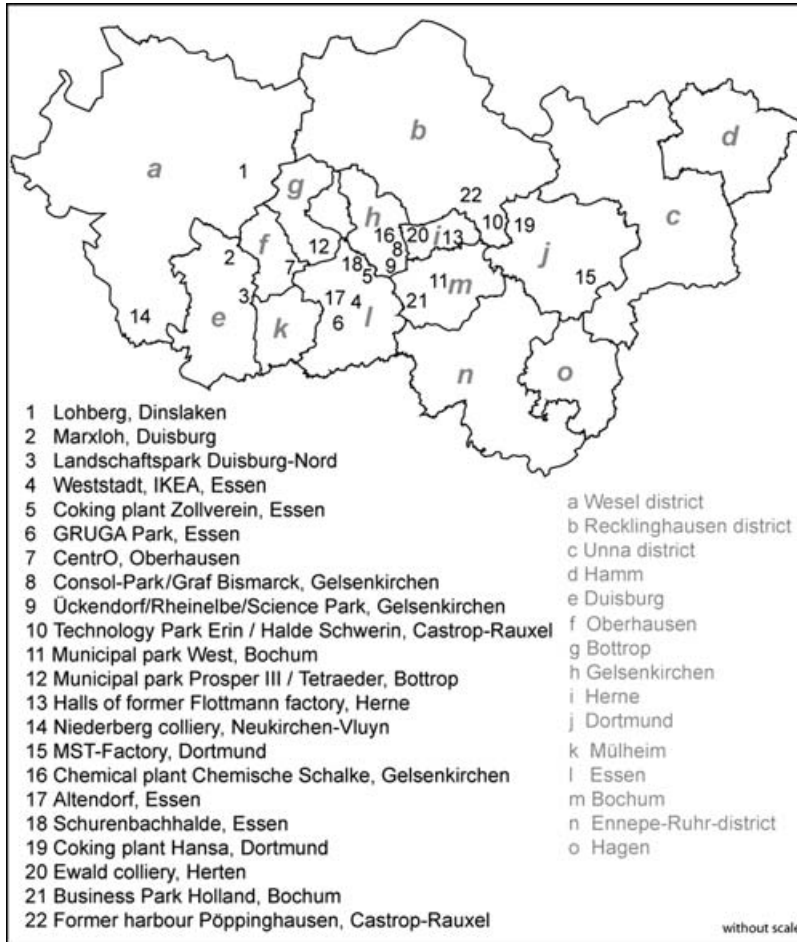 b
d
a
1
g
c
h
22
20
i
13
10
19
16
8
f
12
2
7
18
9
5
j
15
11
m
21
3
17
4
14
e
k
6
l
n
o
1 Lohberg, Dinslaken
2 Marxloh, Duisburg
3 Landschaftspark Duisburg-Nord
4 Weststadt, IKEA, Essen
5 Coking plant Zollverein, Essen
6 GRUGA Park, Essen
7 CentrO, Oberhausen
8 Consol-Park/Graf Bismarck, Gelsenkirchen
9 Ückendorf/Rheinelbe/Science Park, Gelsenkirchen
10 Technology Park Erin / Halde Schwerin, Castrop-Rauxel
11 Municipal park West, Bochum
12 Municipal park Prosper III / Tetraeder, Bottrop
13 Halls of former Flottmann factory, Herne
14 Niederberg colliery, Neukirchen-Vluyn
15 MST-Factory, Dortmund
16 Chemical plant Chemische Schalke, Gelsenkirchen
17 Altendorf, Essen
18 Schurenbachhalde, Essen
19 Coking plant Hansa, Dortmund
20 Ewald colliery, Herten
21 Business Park Holland, Bochum
22 Former harbour Pöppinghausen, Castrop-Rauxel
a Wesel district
b Recklinghausen district
c Unna district
d Hamm
e Duisburg
f Oberhausen
g Bottrop
h Gelsenkirchen
i Herne
j Dortmund
k Mülheim
l Essen
m Bochum
n Ennepe-Ruhr-district
o Hagen
without scale